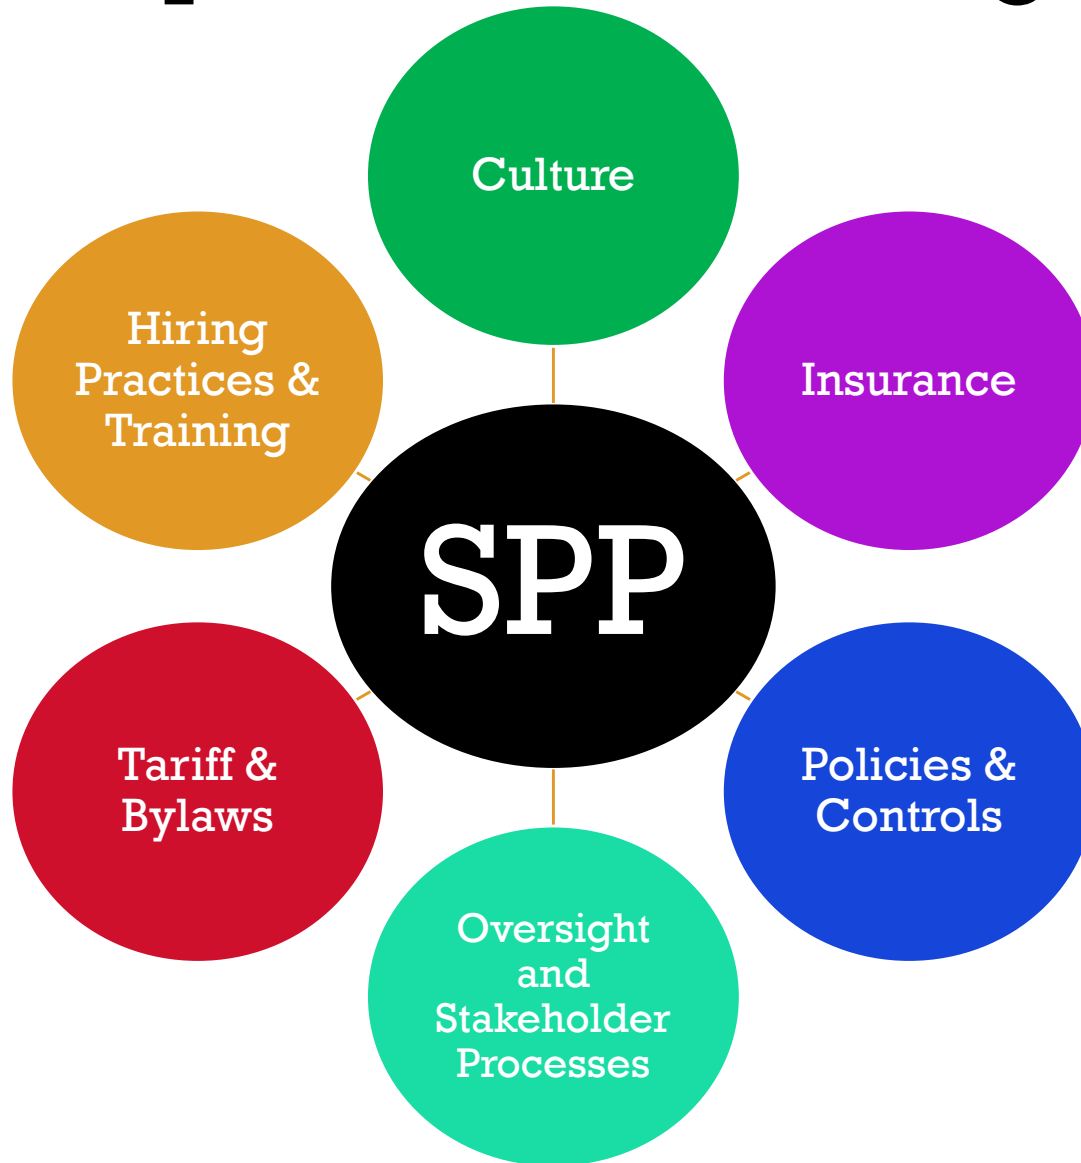 Culture
Hiring
Practices &
Training
Insurance
SPP
Tariff &
Bylaws
Policies &
Controls
Oversight
and
Stakeholder
Processes